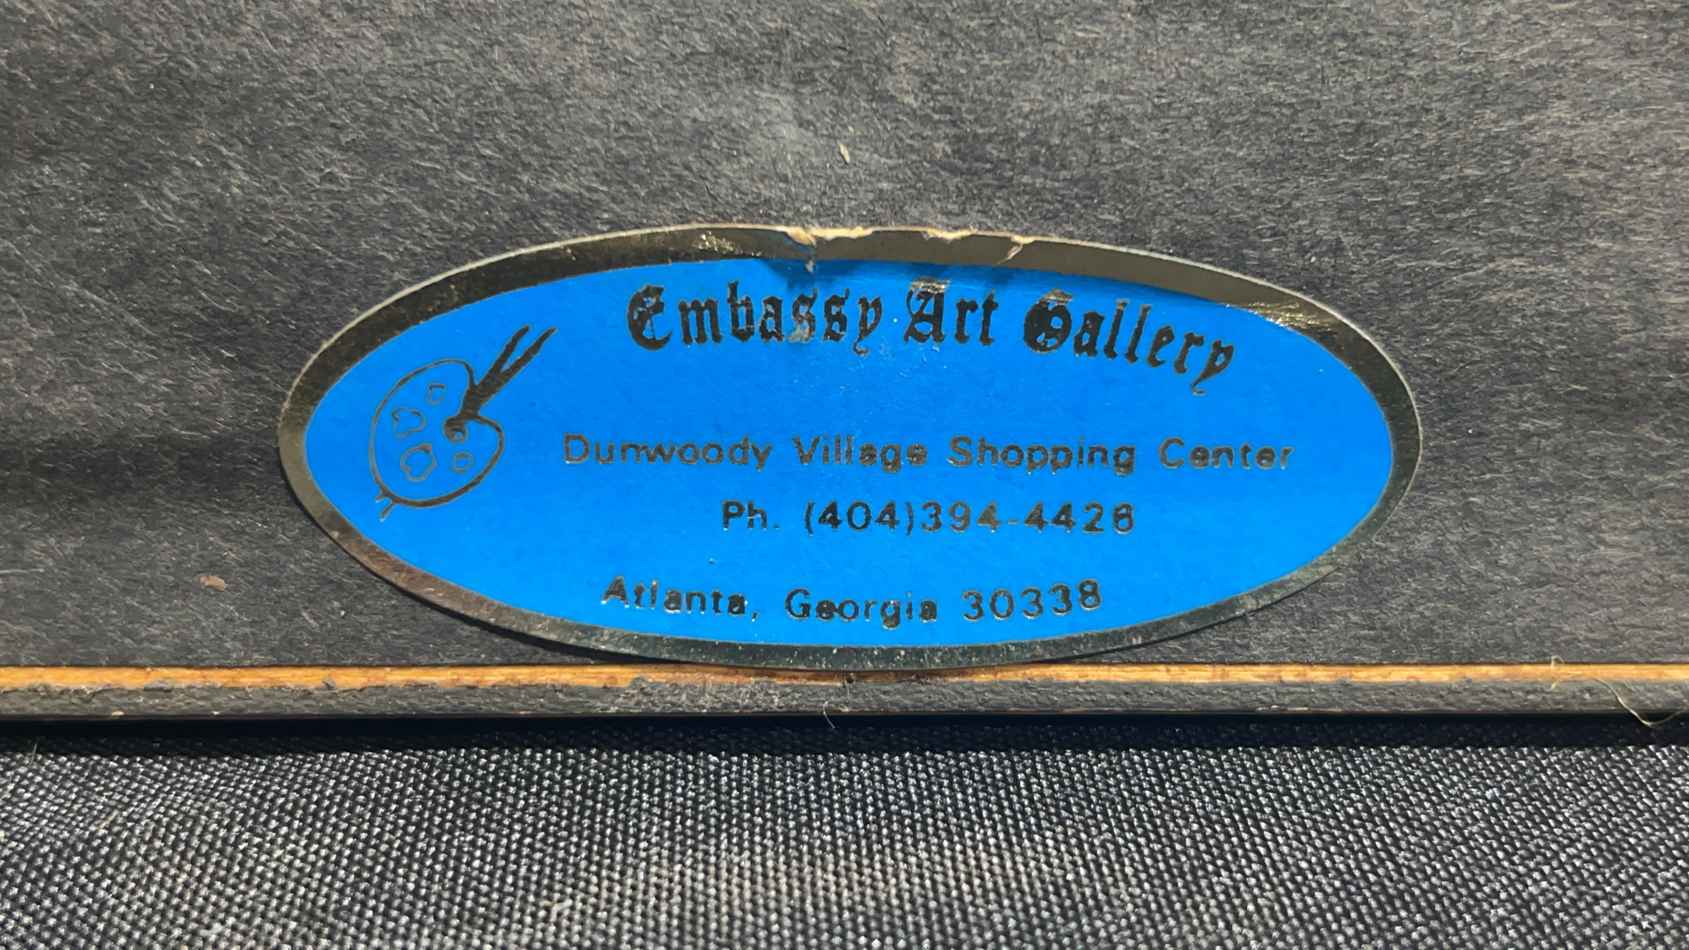 Embassy Art Gallery
Dunwoody Village Shopping Center
Ph. (404)394-4426
Atlanta, Georgia 30338